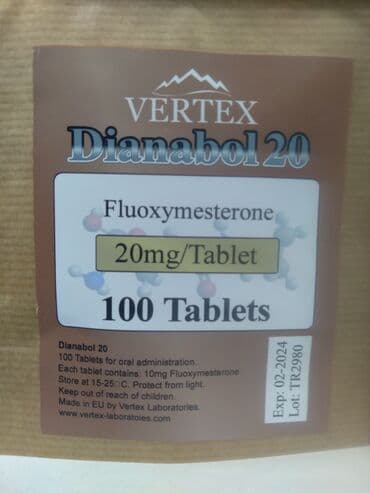 VERTEX
Dianabol 20
Fluoxymesterone
20mg/Tablet
100 Tablets
Dianabol 20
100 Tablets for oral administration.
Each tablet contains: 10mg Fluoxymesterone
Store at 15-25□C. Protect from light.
Keep out of reach of children.
Made in EU by Vertex Laboratories.
www.vertex-laboratoies.com
Exp: 02-2024
Lot: TR2980